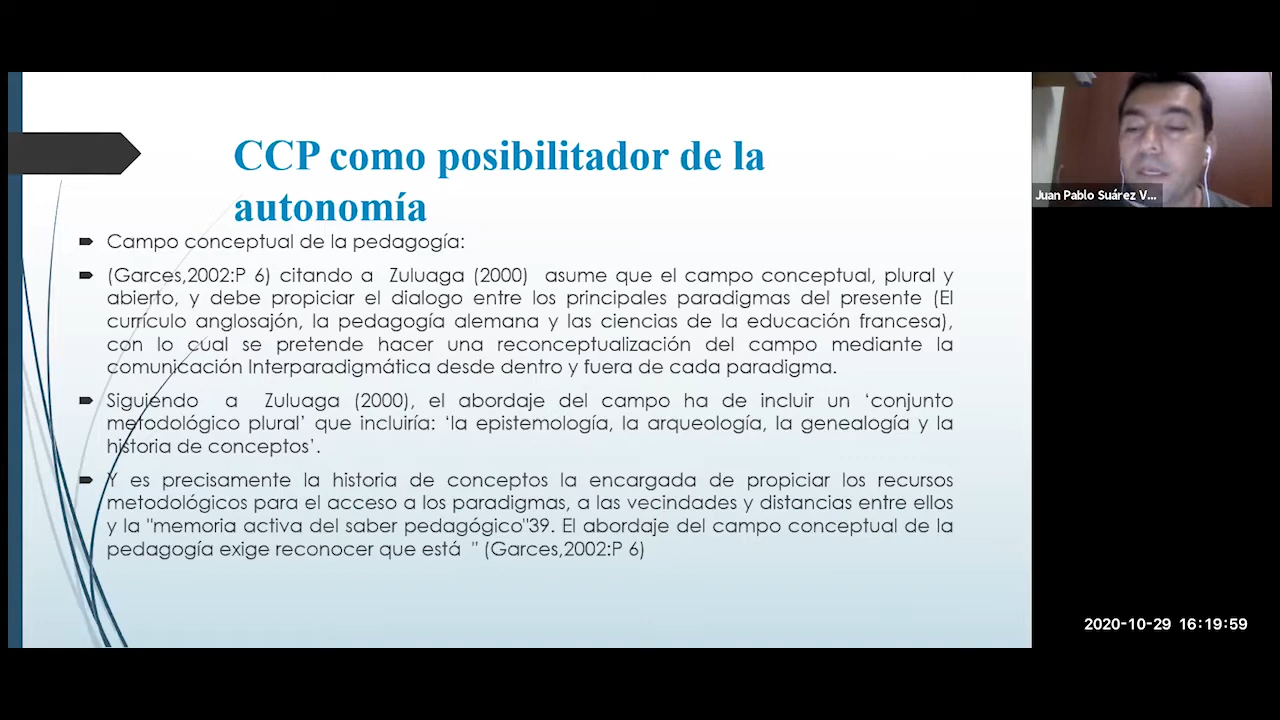 CCP como posibilitador de la
autonomía
Campo conceptual de la pedagogía:
(Garces,2002:P 6) citando a Zuluaga (2000) asume que el campo conceptual, plural y
abierto, y debe propiciar el dialogo entre los principales paradigmas del presente (El
currículo anglosajón, la pedagogía alemana y las ciencias de la educación francesa),
con lo cual se pretende hacer una reconceptualización del campo mediante la
comunicación Interparadigmática desde dentro y fuera de cada paradigma.
Siguiendo a Zuluaga (2000), el abordaje del campo ha de incluir un ‘conjunto
metodológico plural’ que incluiría: ‘la epistemología, la arqueología, la genealogía y la
historia de conceptos’.
Y es precisamente la historia de conceptos la encargada de propiciar los recursos
metodológicos para el acceso a los paradigmas, a las vecindades y distancias entre ellos
y la "memoria activa del saber pedagógico"39. El abordaje del campo conceptual de la
pedagogía exige reconocer que está " (Garces,2002:P 6)
Juan Pablo Suárez V...
2020-10-29 16:19:59